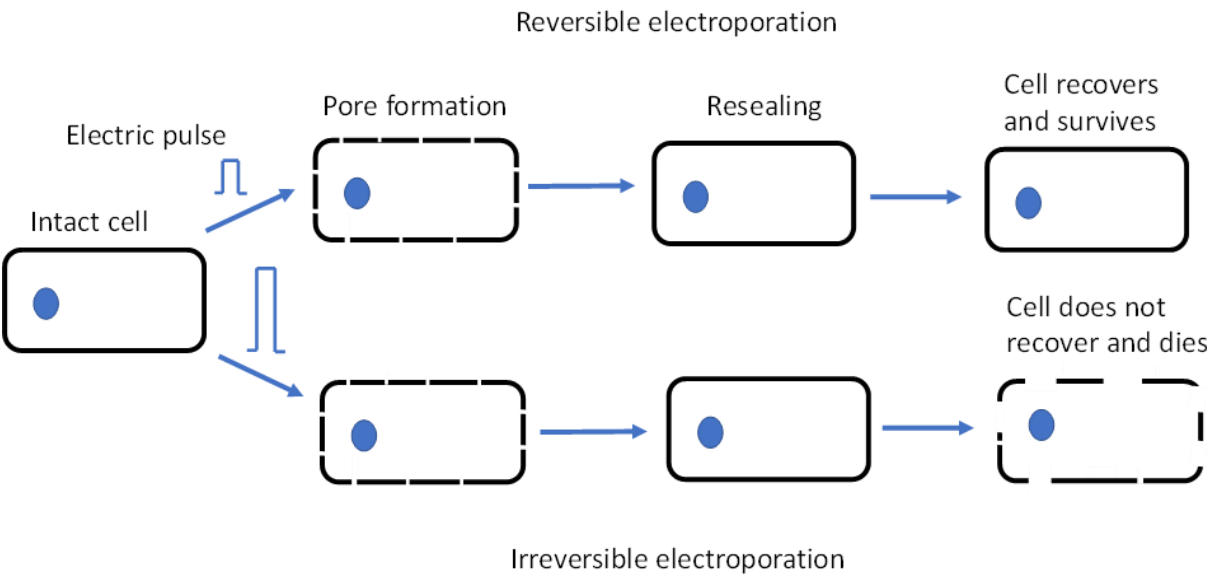 Reversible electroporation
Cell recovers
and survives
Pore formation
Resealing
Electric pulse
Intact cell
Cell does not
recover and dies
Irreversible electroporation